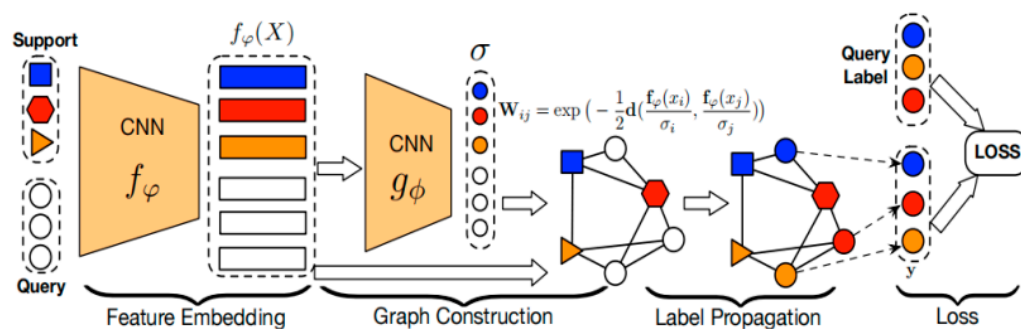 Support
CNN
f_φ
Query
f_φ(X)
CNN
g_ϕ
σ
W_ij = exp ( − 1/2 d( f_φ(x_i)/σ_i , f_φ(x_j)/σ_j ))
Query
Label
LOSS
y
Feature Embedding
Graph Construction
Label Propagation
Loss